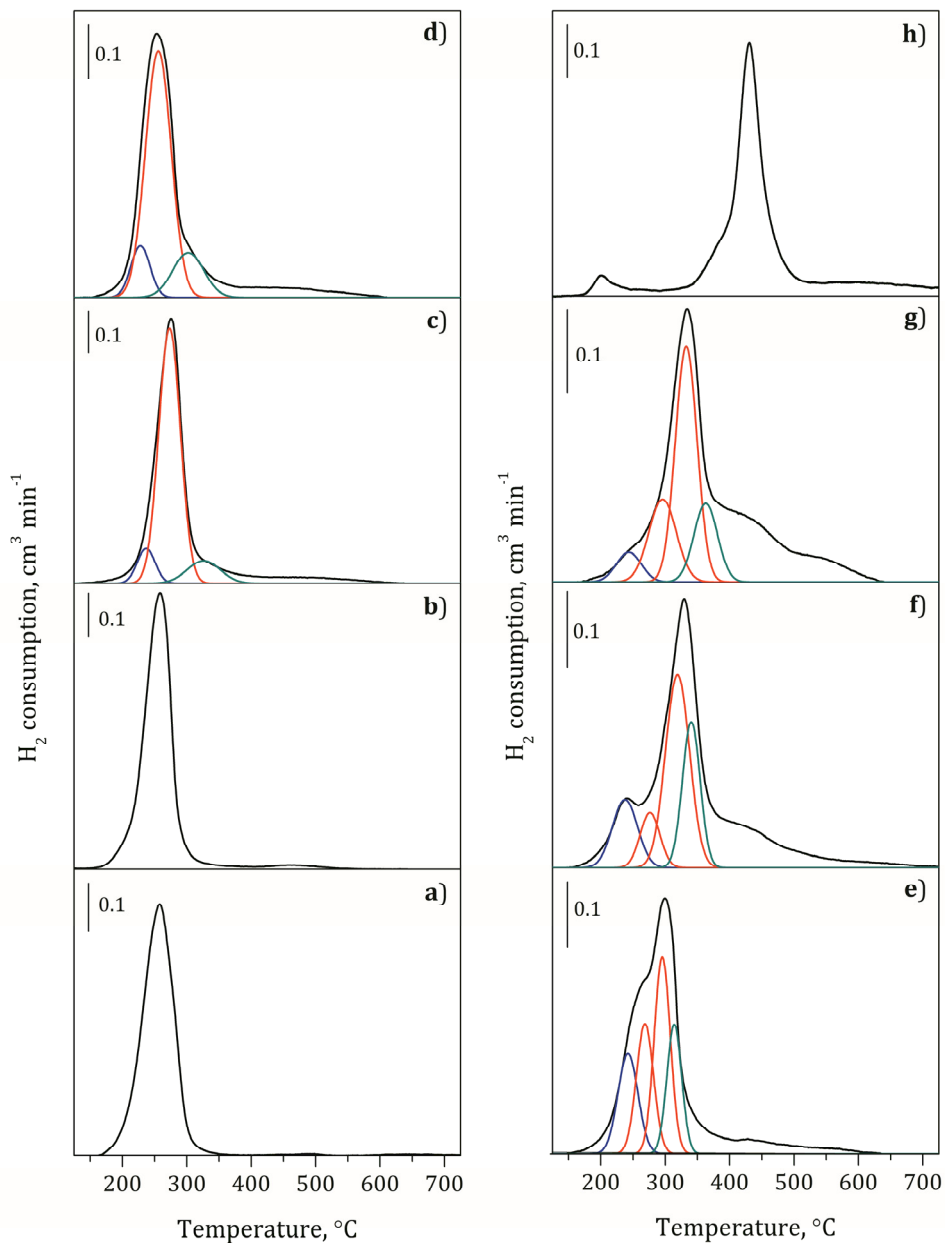 d)
0.1
c)
0.1
b)
0.1
a)
0.1
H2 consumption, cm3 min-1
200 300 400 500 600 700
Temperature, °C
h)
0.1
g)
0.1
f)
0.1
e)
0.1
H2 consumption, cm3 min-1
200 300 400 500 600 700
Temperature, °C